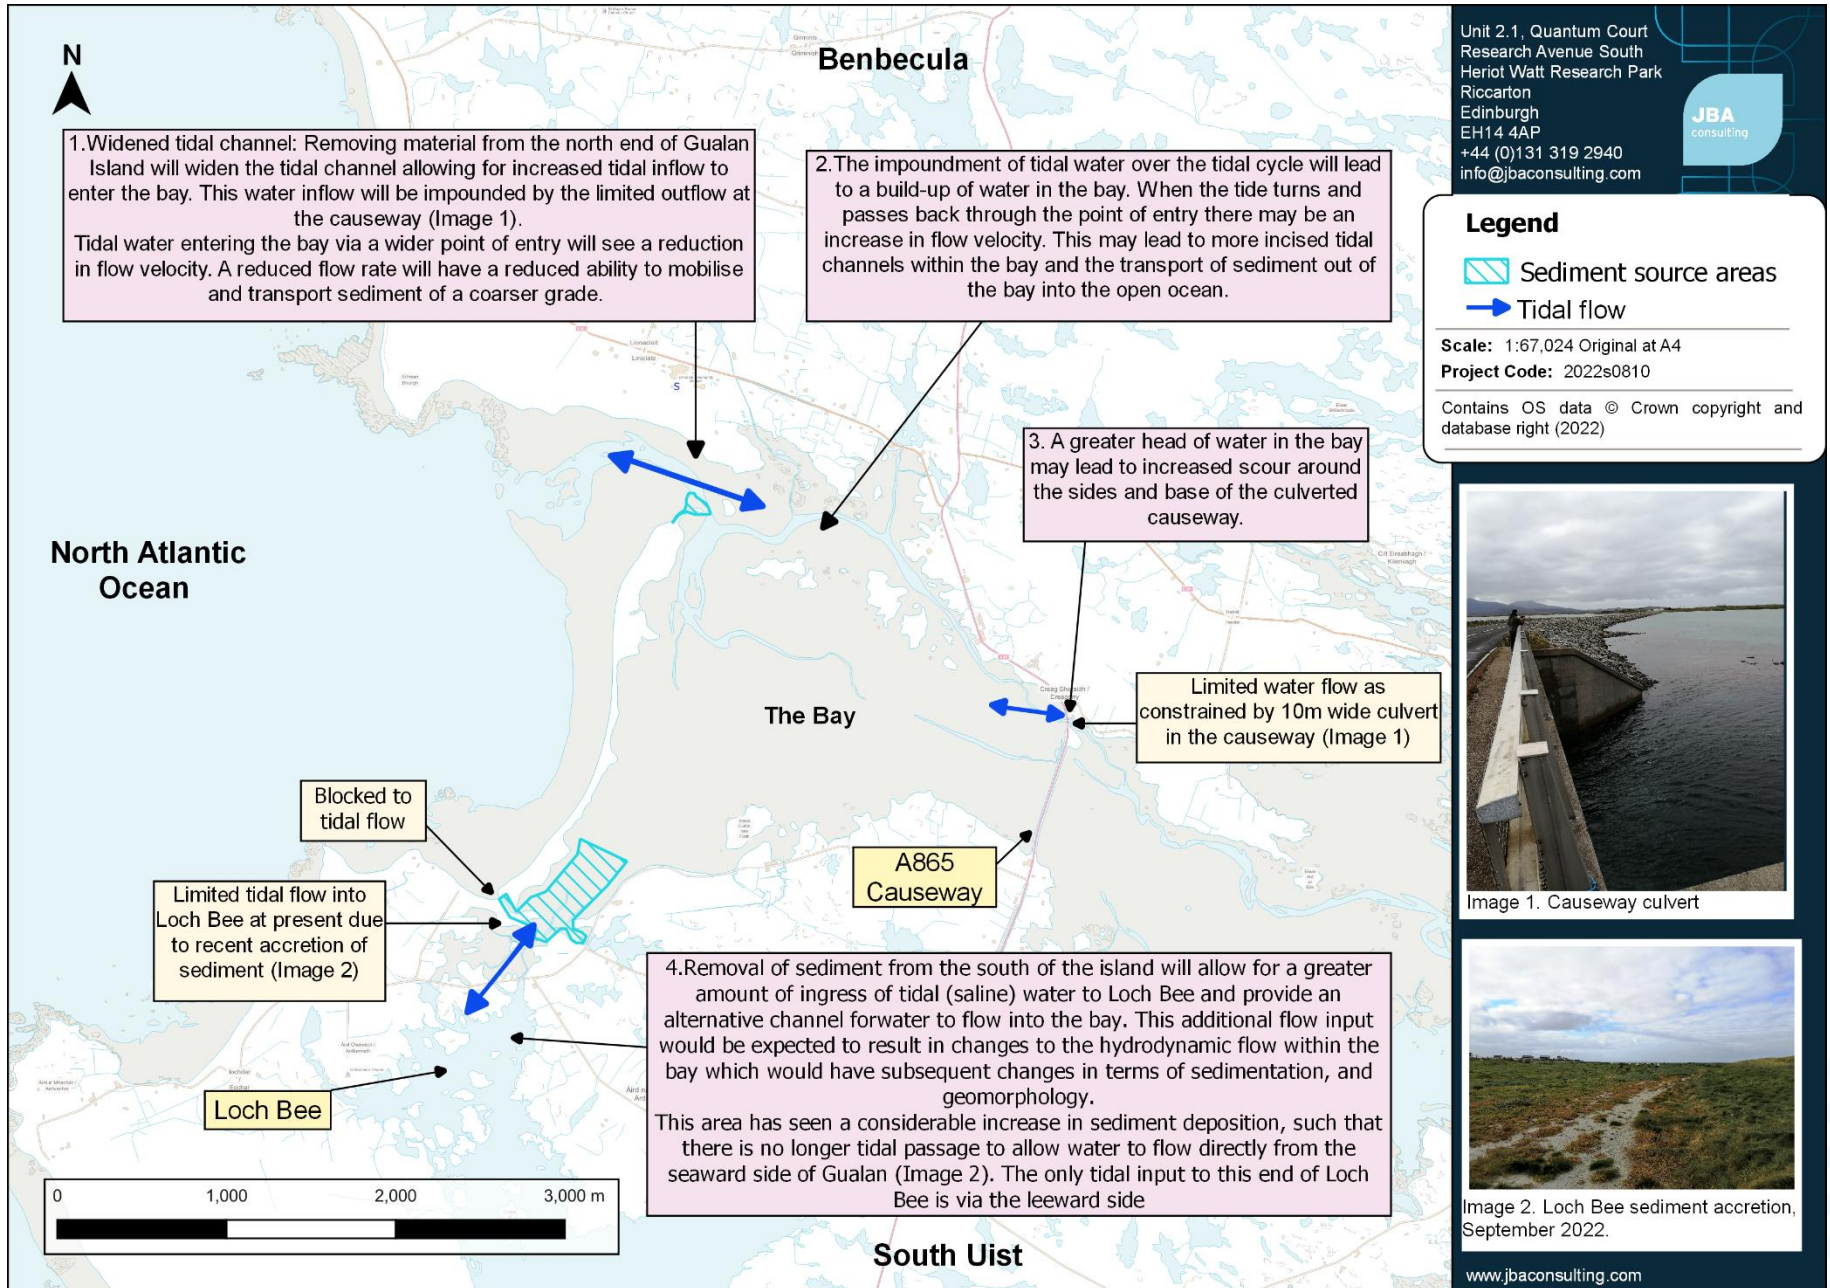 N
Benbecula
1.Widened tidal channel: Removing material from the north end of Gualan
Island will widen the tidal channel allowing for increased tidal inflow to
enter the bay. This water inflow will be impounded by the limited outflow at
the causeway (Image 1).
Tidal water entering the bay via a wider point of entry will see a reduction
in flow velocity. A reduced flow rate will have a reduced ability to mobilise
and transport sediment of a coarser grade.
2.The impoundment of tidal water over the tidal cycle will lead
to a build-up of water in the bay. When the tide turns and
passes back through the point of entry there may be an
increase in flow velocity. This may lead to more incised tidal
channels within the bay and the transport of sediment out of
the bay into the open ocean.
3. A greater head of water in the bay
may lead to increased scour around
the sides and base of the culverted
causeway.
North Atlantic
Ocean
The Bay
Limited water flow as
constrained by 10m wide culvert
in the causeway (Image 1)
Blocked to
tidal flow
A865
Causeway
Limited tidal flow into
Loch Bee at present due
to recent accretion of
sediment (Image 2)
4.Removal of sediment from the south of the island will allow for a greater
amount of ingress of tidal (saline) water to Loch Bee and provide an
alternative channel forwater to flow into the bay. This additional flow input
would be expected to result in changes to the hydrodynamic flow within the
bay which would have subsequent changes in terms of sedimentation, and
geomorphology.
This area has seen a considerable increase in sediment deposition, such that
there is no longer tidal passage to allow water to flow directly from the
seaward side of Gualan (Image 2). The only tidal input to this end of Loch
Bee is via the leeward side
Loch Bee
0 1,000 2,000 3,000 m
South Uist
Unit 2.1, Quantum Court
Research Avenue South
Heriot Watt Research Park
Riccarton
Edinburgh
EH14 4AP
+44 (0)131 319 2940
info@jbaconsulting.com
JBA
consulting
Legend
Sediment source areas
Tidal flow
Scale: 1:67,024 Original at A4
Project Code: 2022s0810
Contains OS data © Crown copyright and
database right (2022)
Image 1. Causeway culvert
Image 2. Loch Bee sediment accretion,
September 2022.
www.jbaconsulting.com